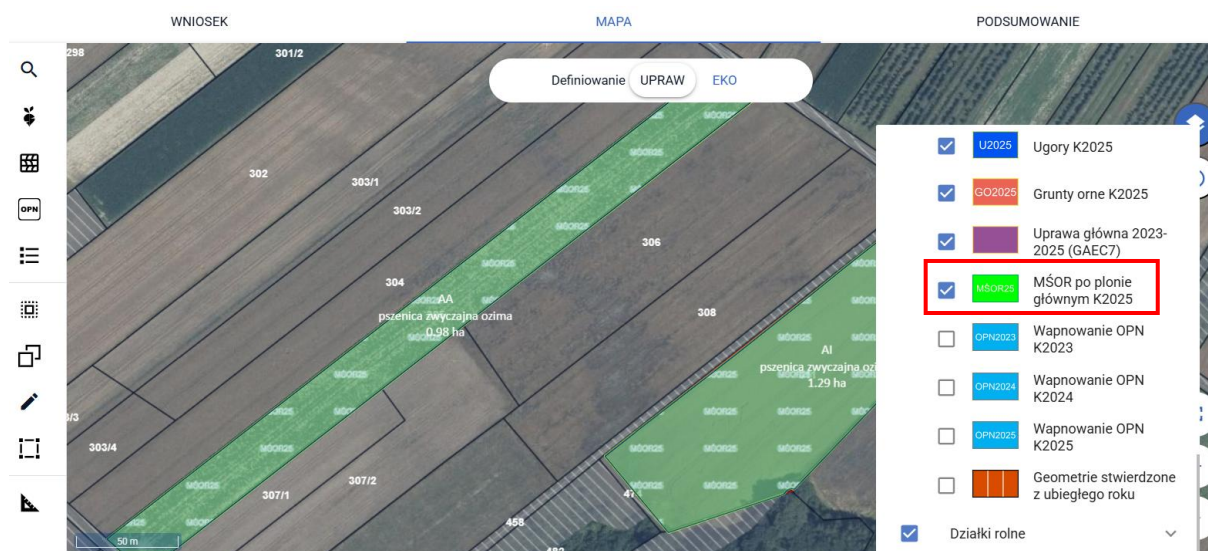 WNIOSEK
MAPA
PODSUMOWANIE
298
301/2
Definiowanie UPRAW EKO
OPN
302
303/1
303/2
306
304
AA
pszenica zwyczajna ozima
0.98 ha
308
AI
pszenica zwyczajna ozi
1.29 ha
303/4
307/1
307/2
458
50 m
MŚOR25
U2025 Ugory K2025
GO2025 Grunty orne K2025
Uprawa główna 2023-
2025 (GAEC7)
MŚOR25 MŚOR po plonie
głównym K2025
OPN2023 Wapnowanie OPN
K2023
OPN2024 Wapnowanie OPN
K2024
OPN2025 Wapnowanie OPN
K2025
Geometrie stwierdzone
z ubiegłego roku
Działki rolne